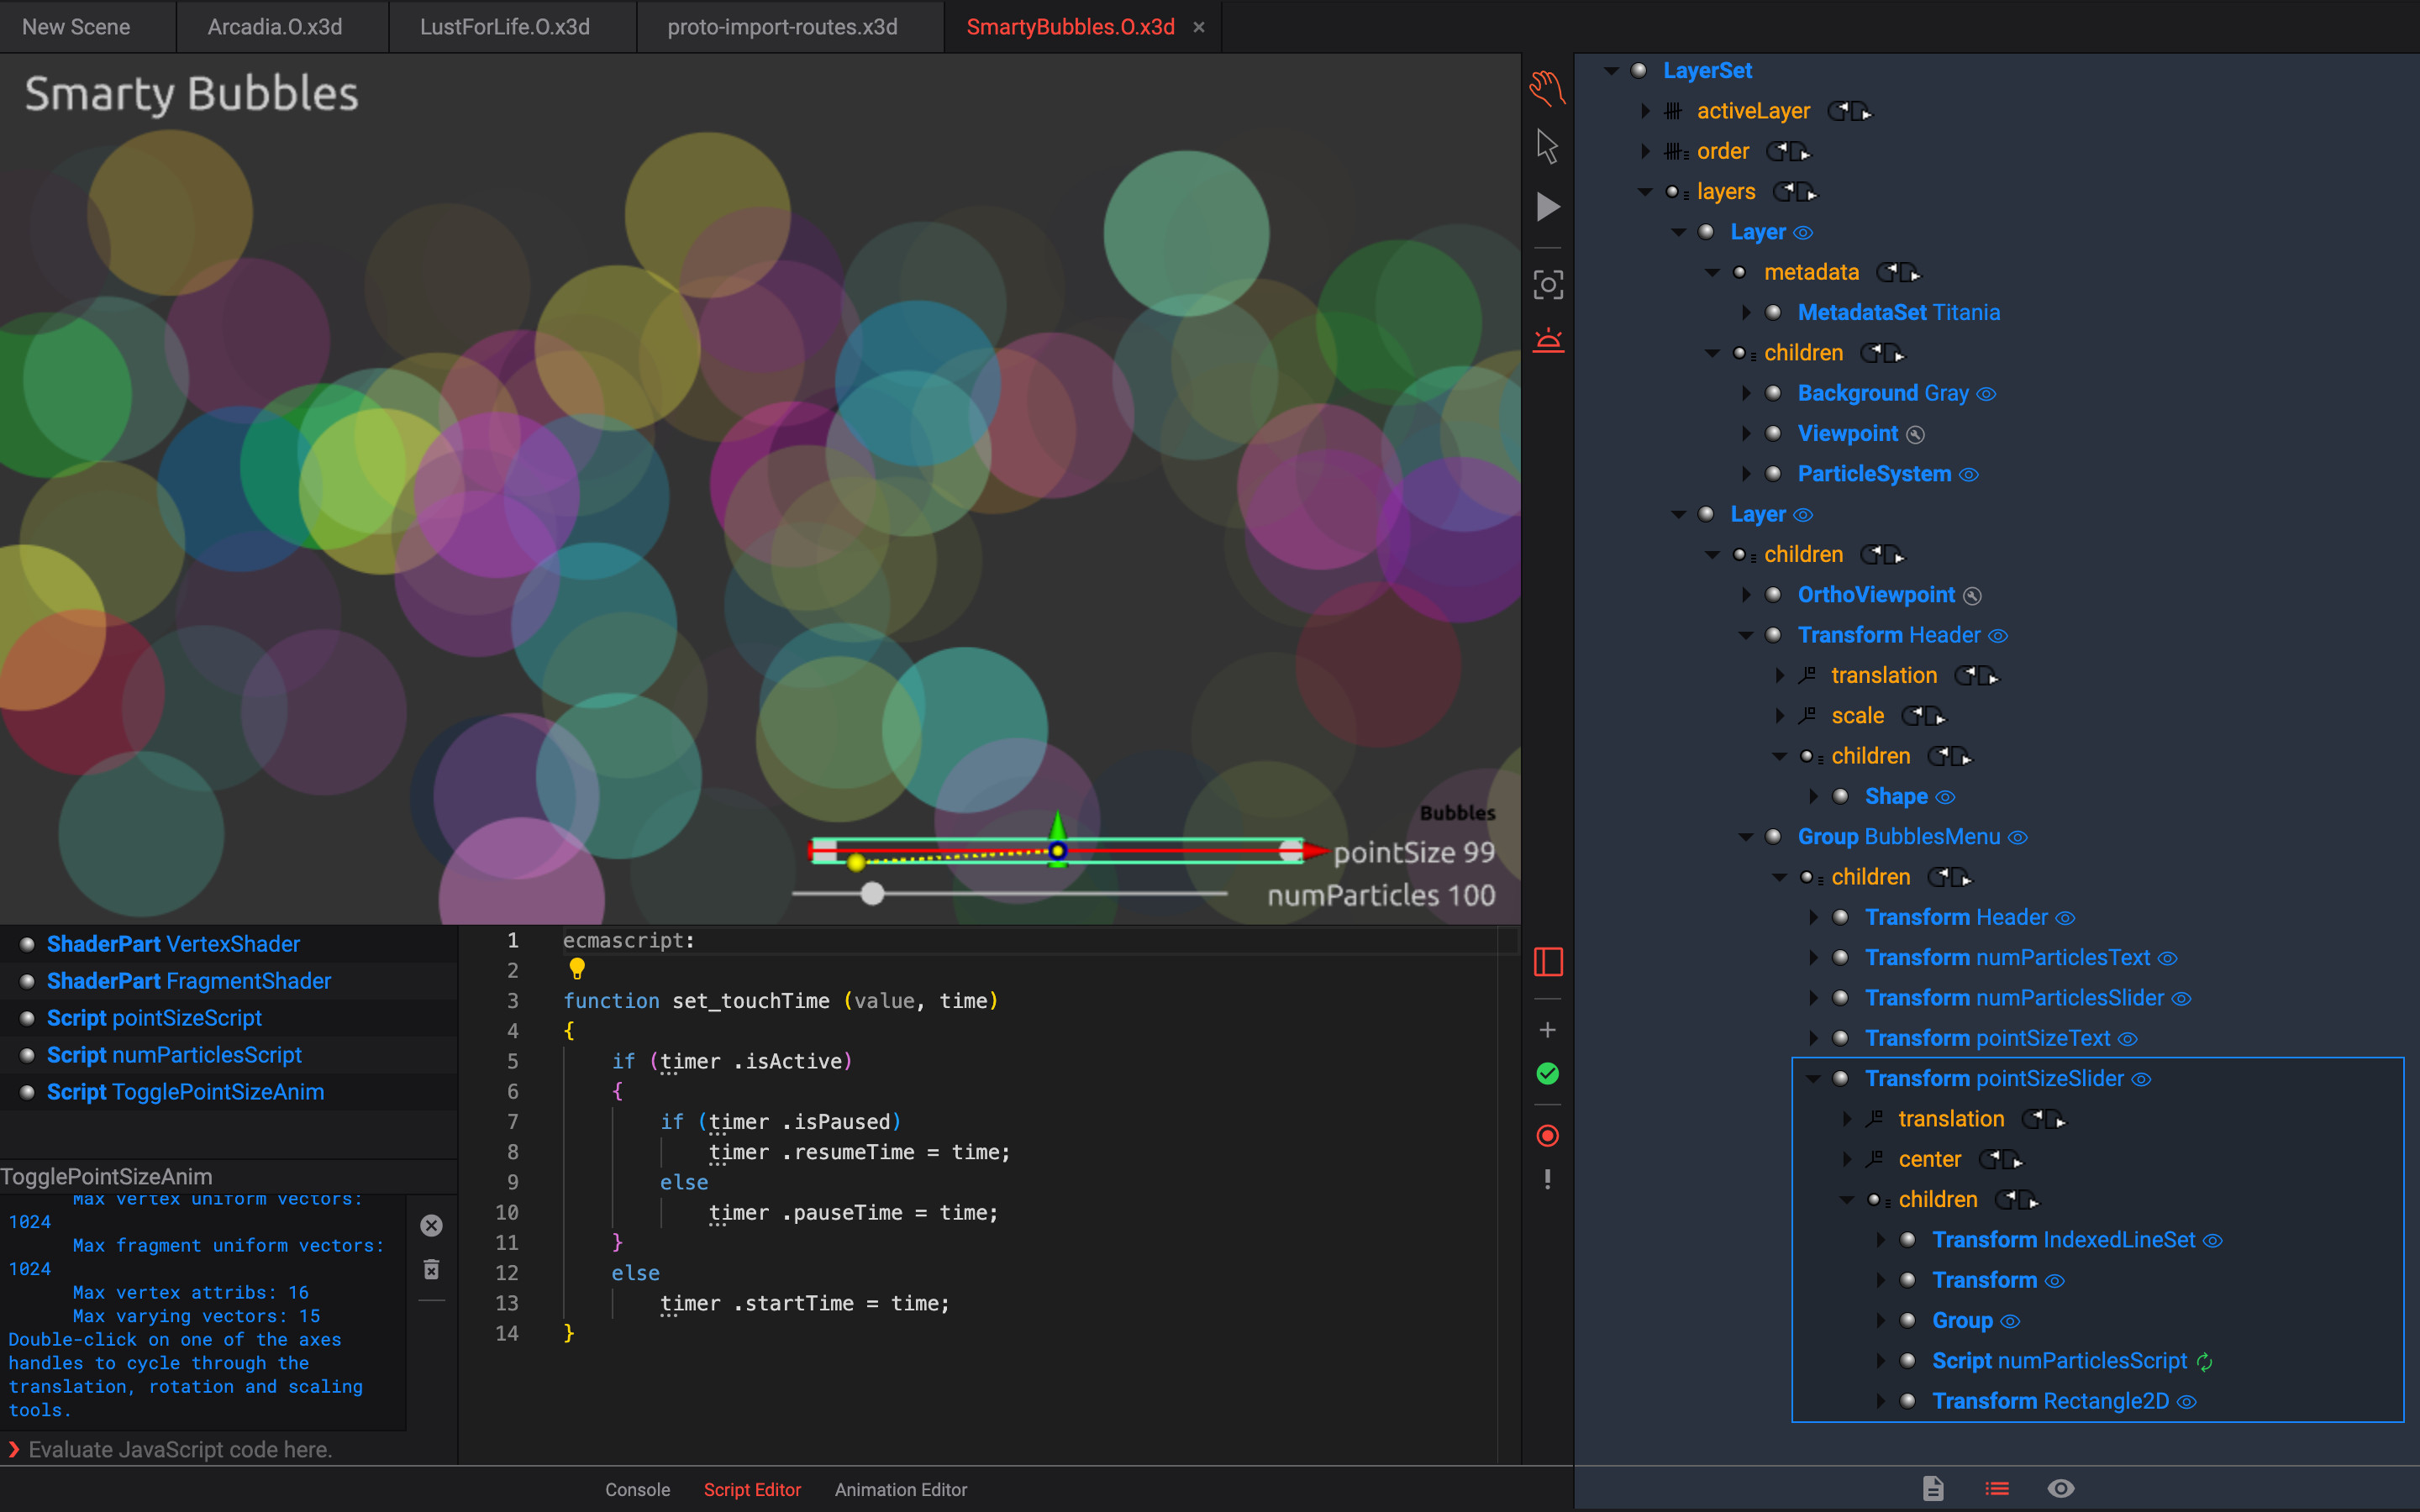 New Scene
Arcadia.O.x3d
LustForLife.O.x3d
proto-import-routes.x3d
SmartyBubbles.O.x3d ×
Smarty Bubbles
Bubbles
pointSize 99
numParticles 100
ShaderPart VertexShader
ShaderPart FragmentShader
Script pointSizeScript
Script numParticlesScript
Script TogglePointSizeAnim
TogglePointSizeAnim
Max vertex uniform vectors:
1024
Max fragment uniform vectors:
1024
Max vertex attribs: 16
Max varying vectors: 15
Double-click on one of the axes
handles to cycle through the
translation, rotation and scaling
tools.
Evaluate JavaScript code here.
1 ecmascript:
2
3 function set_touchTime (value, time)
4 {
5 if (timer .isActive)
6 {
7 if (timer .isPaused)
8 timer .resumeTime = time;
9 else
10 timer .pauseTime = time;
11 }
12 else
13 timer .startTime = time;
14 }
Console
Script Editor
Animation Editor
LayerSet
activeLayer
order
layers
Layer
metadata
MetadataSet Titania
children
Background Gray
Viewpoint
ParticleSystem
Layer
children
OrthoViewpoint
Transform Header
translation
scale
children
Shape
Group BubblesMenu
children
Transform Header
Transform numParticlesText
Transform numParticlesSlider
Transform pointSizeText
Transform pointSizeSlider
translation
center
children
Transform IndexedLineSet
Transform
Group
Script numParticlesScript
Transform Rectangle2D